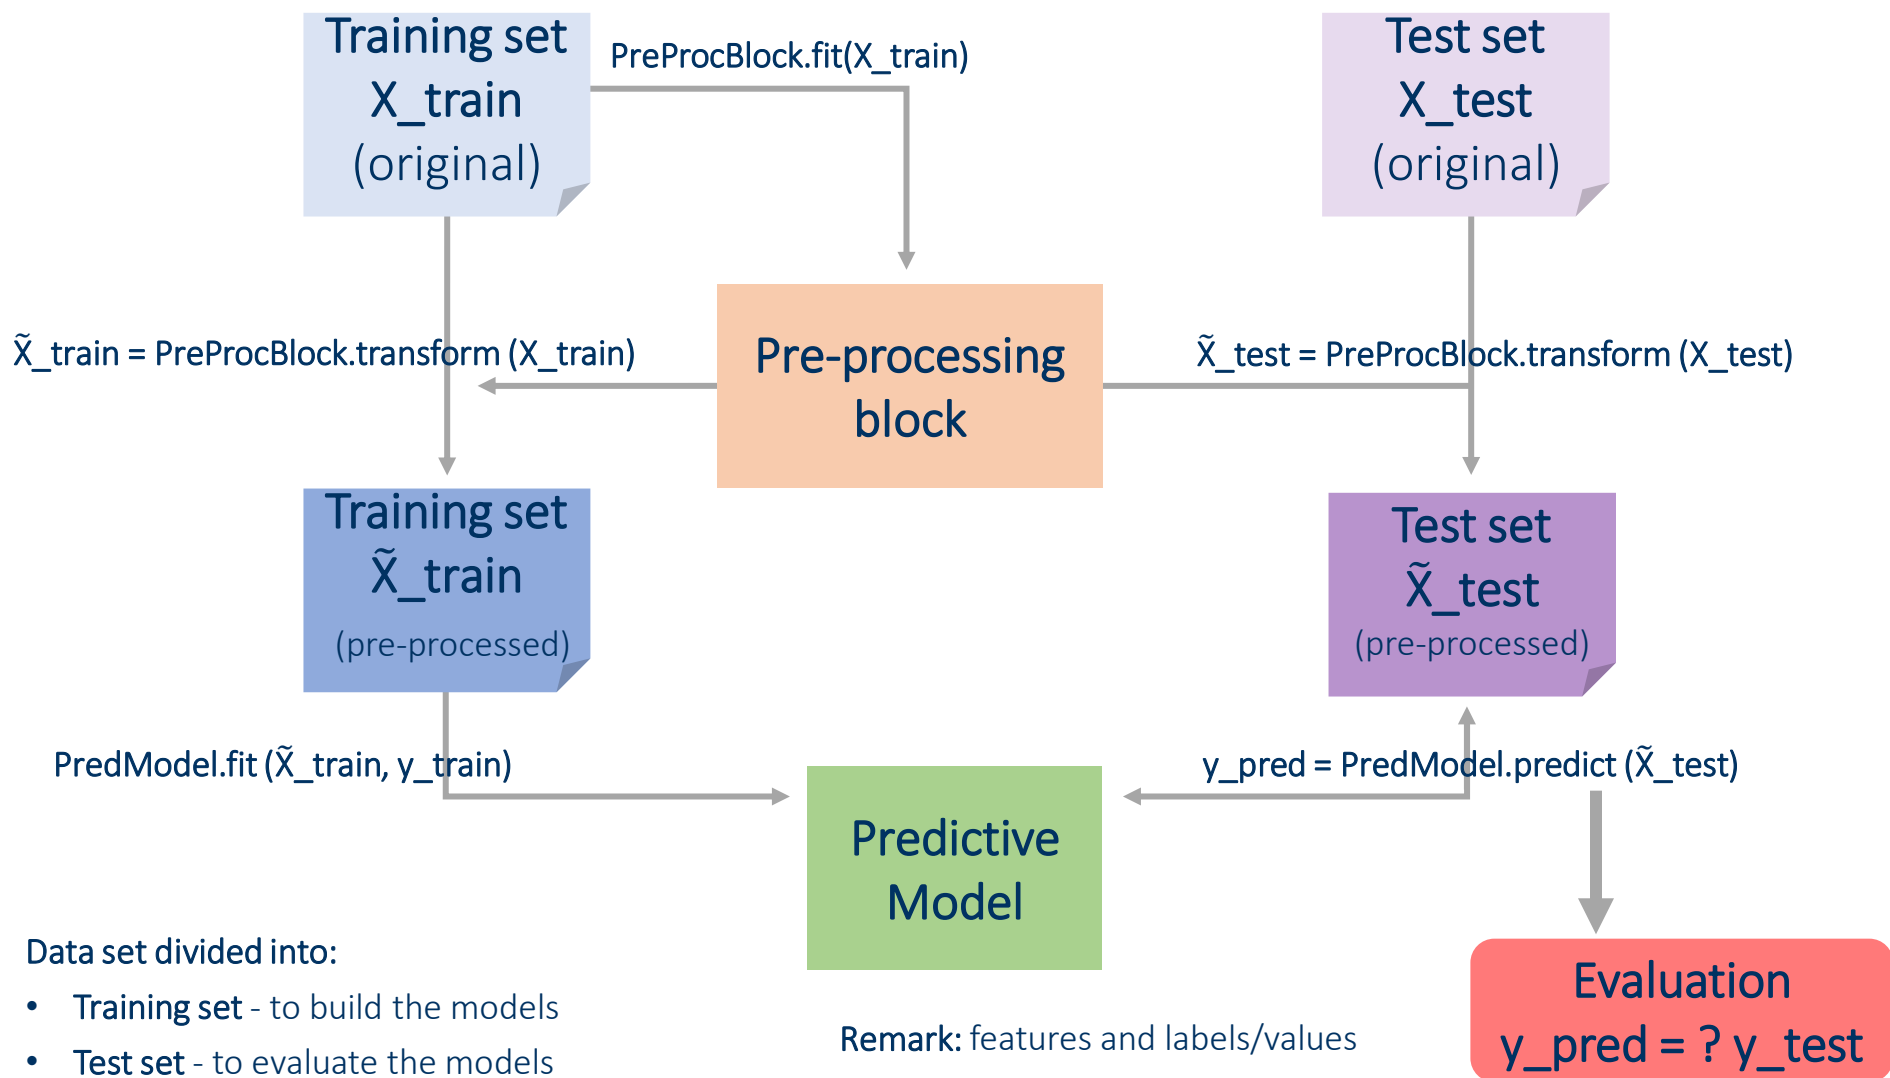 Training set
X_train
(original)
PreProcBlock.fit(X_train)
Test set
X_test
(original)
X̃_train = PreProcBlock.transform (X_train)
Pre-processing
block
X̃_test = PreProcBlock.transform (X_test)
Training set
X̃_train
(pre-processed)
Test set
X̃_test
(pre-processed)
PredModel.fit (X̃_train, y_train)
y_pred = PredModel.predict (X̃_test)
Predictive
Model
Data set divided into:
• Training set - to build the models
• Test set - to evaluate the models
Remark: features and labels/values
Evaluation
y_pred = ? y_test